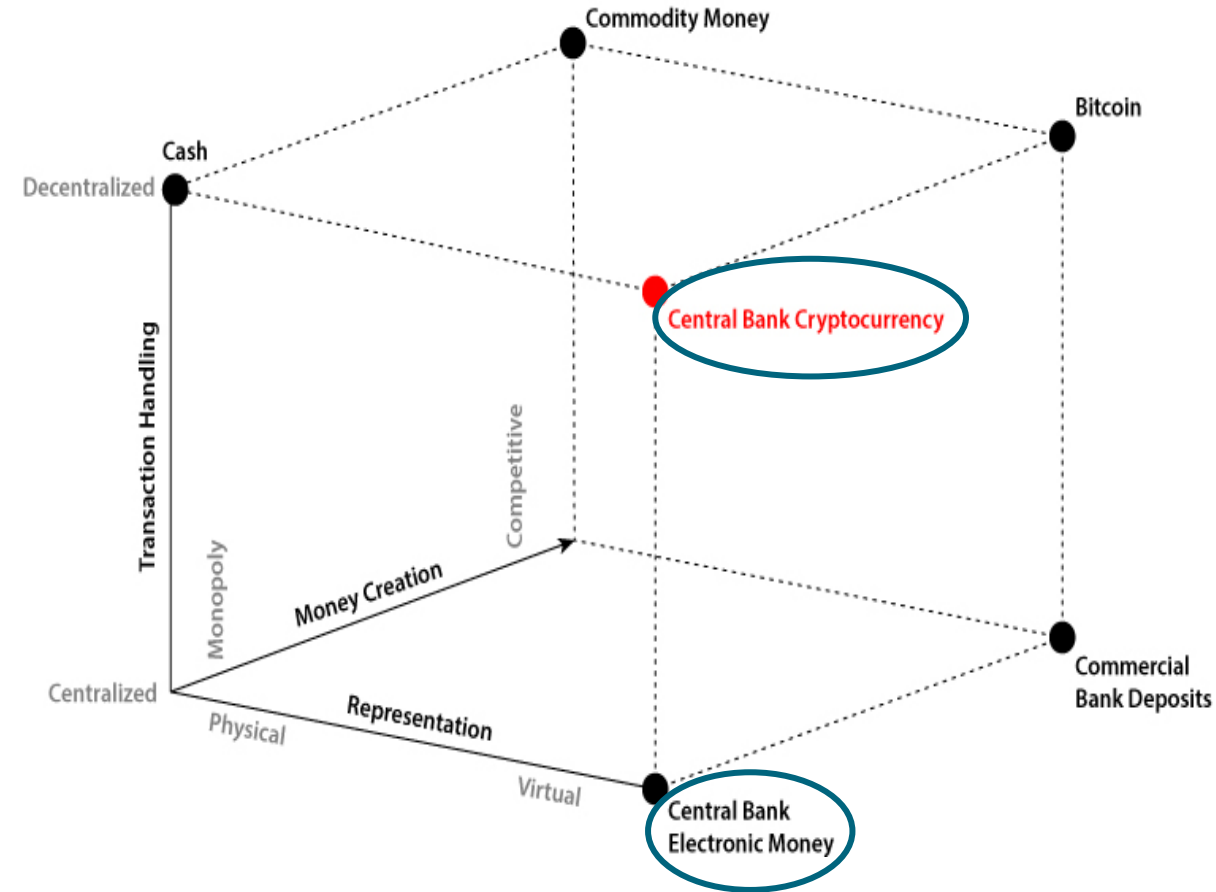 Commodity Money
Bitcoin
Cash
Decentralized
Central Bank Cryptocurrency
Transaction Handling
Competitive
Monopoly
Money Creation
Centralized
Representation
Physical
Virtual
Commercial
Bank Deposits
Central Bank
Electronic Money